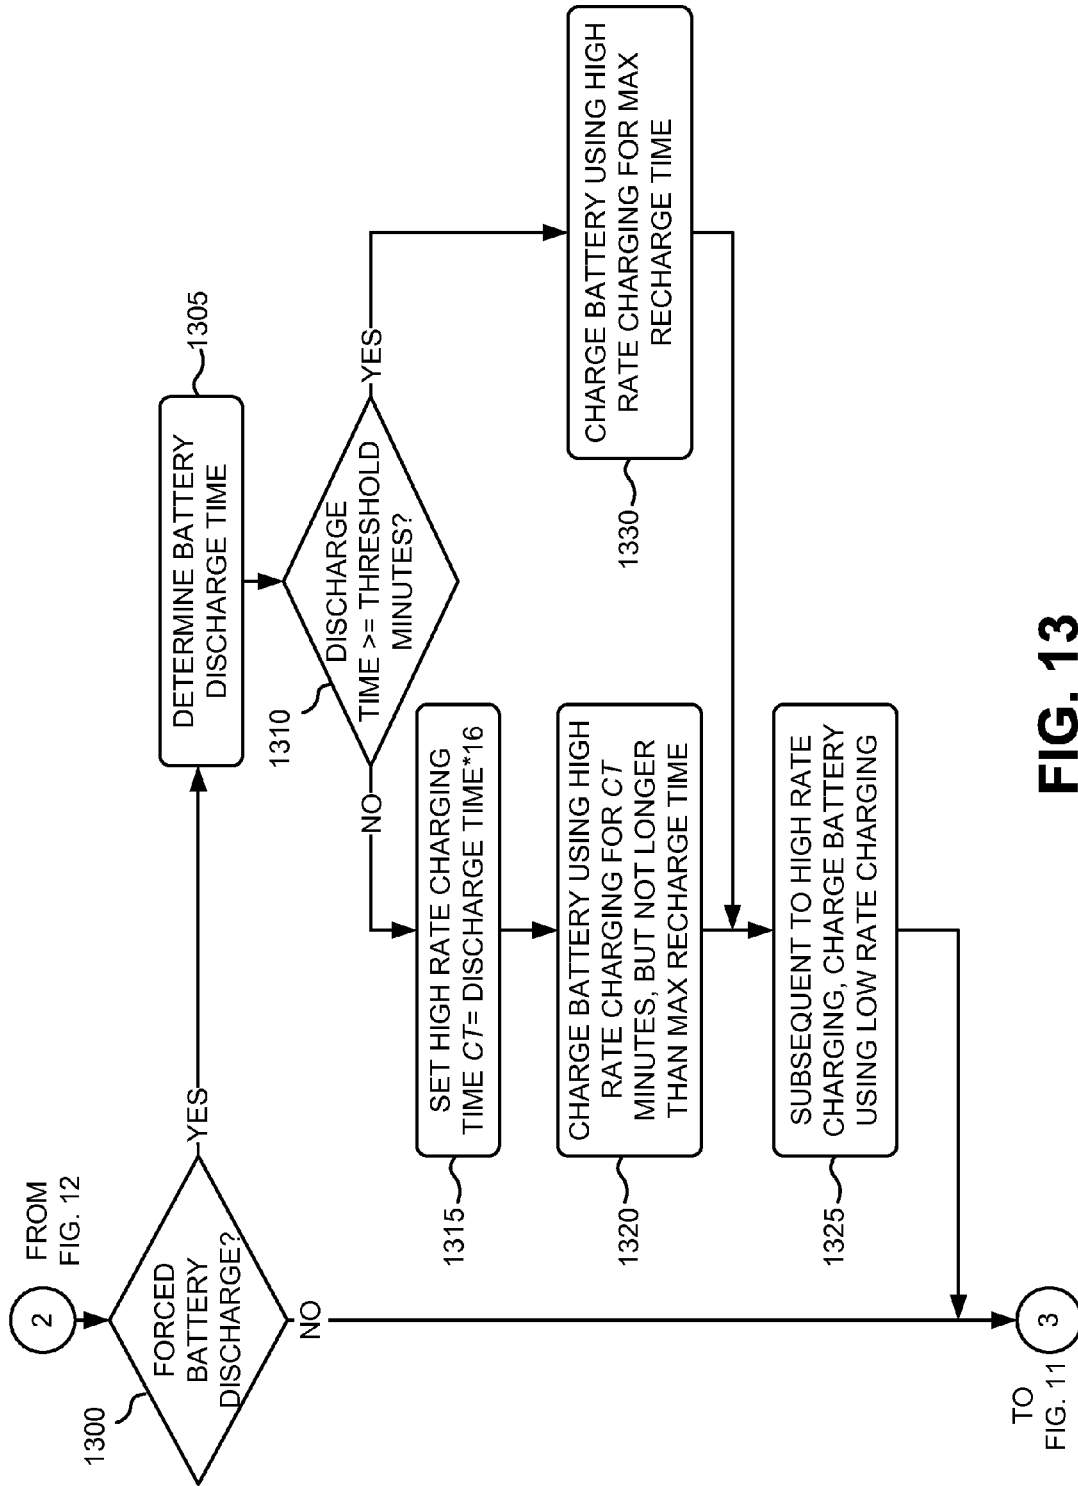 FROM
FIG. 12
2
1300
FORCED
BATTERY
DISCHARGE?
YES
NO
1305
DETERMINE BATTERY
DISCHARGE TIME
1310
DISCHARGE
TIME >= THRESHOLD
MINUTES?
NO
YES
1315
SET HIGH RATE CHARGING
TIME CT= DISCHARGE TIME*16
1320
CHARGE BATTERY USING HIGH
RATE CHARGING FOR CT
MINUTES, BUT NOT LONGER
THAN MAX RECHARGE TIME
1330
CHARGE BATTERY USING HIGH
RATE CHARGING FOR MAX
RECHARGE TIME
1325
SUBSEQUENT TO HIGH RATE
CHARGING, CHARGE BATTERY
USING LOW RATE CHARGING
TO
FIG. 11
3
FIG. 13